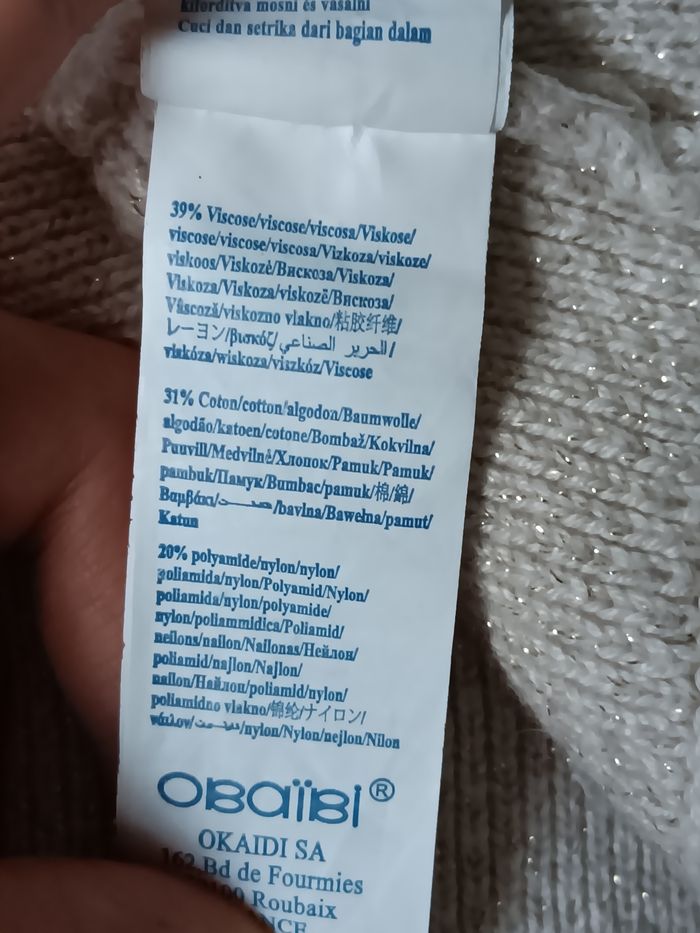 kifordítva mosni és vasalni
Cuci dan setrika dari bagian dalam
39% Viscose/viscose/viscosa/Viskose/
viscose/viscose/viscosa/Vizkoza/viskoze/
viskoos/Viskozė/Вискоза/Viskoza/
Viskoza/Viskoza/viskozë/Вискоза/
Vâscoză/viskozno vlakno/粘胶纤维/
レーヨン/βισκόζ/الحرير الصناعي/
viskóza/wiskoza/viszkóz/Viscose
31% Coton/cotton/algodon/Baumwolle/
algodão/katoen/cotone/Bombaž/Kokvilna/
Puuvill/Medvilnė/Хлопок/Pamuk/Pamuk/
pambuk/Памук/Bumbac/pamuk/棉/錦/
Βαμβάκι/bavlna/Bawełna/pamut/
Katun
20% polyamide/nylon/nylon/
poliamida/nylon/Polyamid/Nylon/
poliamida/nylon/polyamide/
nylon/poliammidica/Poliamid/
neilons/nailon/Nailonas/Нейлон/
poliamid/najlon/Najlon/
nailon/Найлон/poliamid/nylon/
poliamidno vlakno/锦纶/ナイロン/
νάιλον/nylon/Nylon/nejlon/Nilon
OBAÏBI®
OKAIDI SA
162 Bd de Fourmies
Roubaix